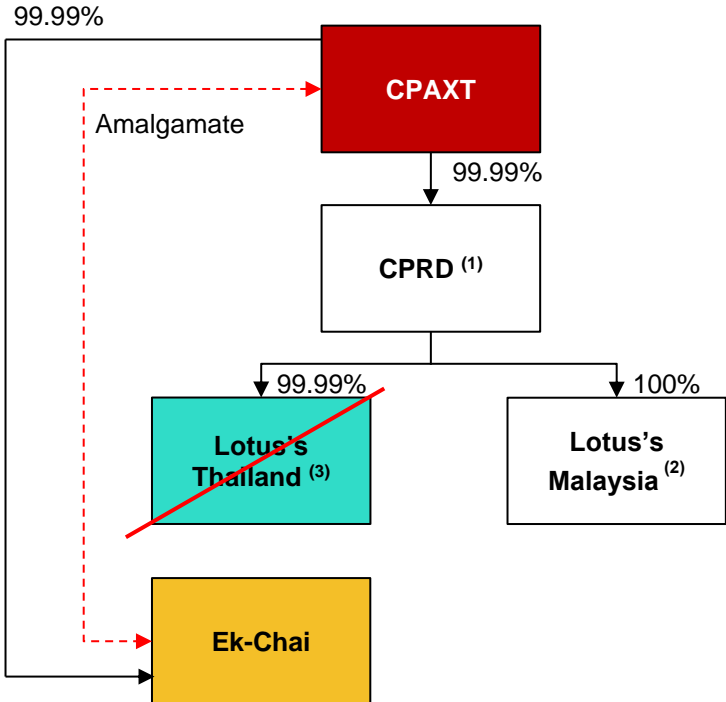 99.99%
CPAXT
Amalgamate
99.99%
CPRD (1)
99.99%
100%
Lotus's
Thailand (3)
Lotus’s
Malaysia (2)
Ek-Chai